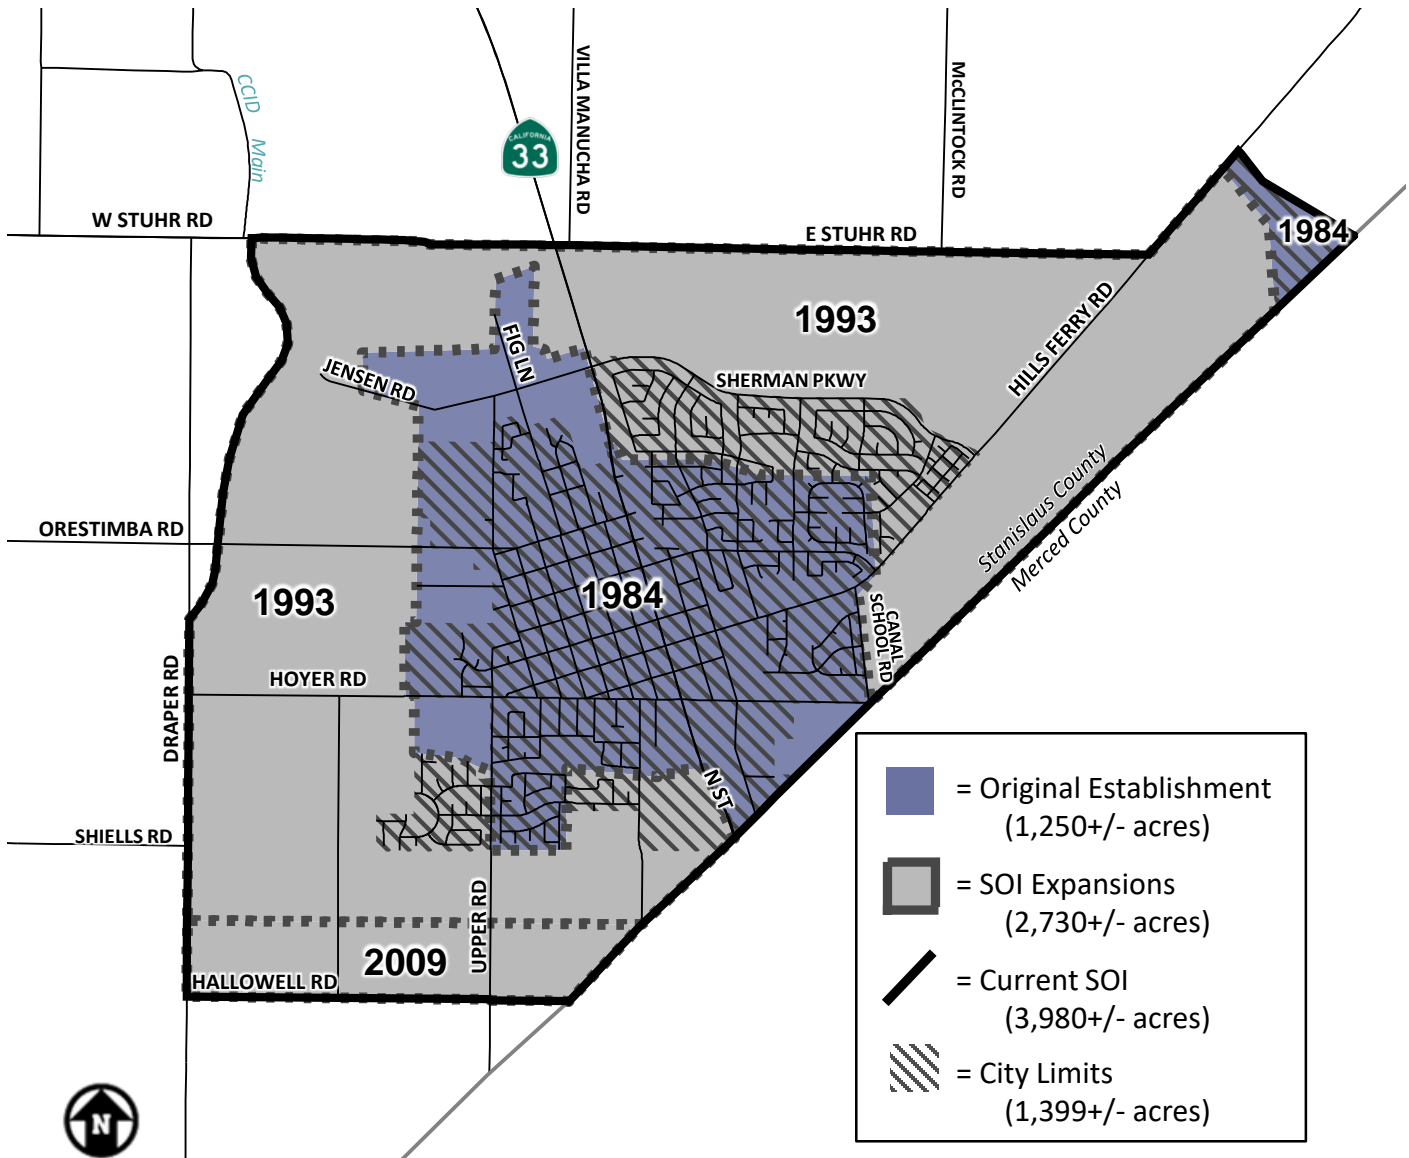 CCID Main
VILLA MANUCHA RD
McCLINTOCK RD
CALIFORNIA
33
W STUHR RD
E STUHR RD
1984
1993
HILLS FERRY RD
FIG LN
JENSEN RD
SHERMAN PKWY
Stanislaus County
Merced County
ORESTIMBA RD
1993
1984
CANAL
SCHOOL RD
DRAPER RD
HOYER RD
N ST
SHIELLS RD
UPPER RD
2009
HALLOWELL RD
= Original Establishment
(1,250+/- acres)
= SOI Expansions
(2,730+/- acres)
= Current SOI
(3,980+/- acres)
= City Limits
(1,399+/- acres)
N